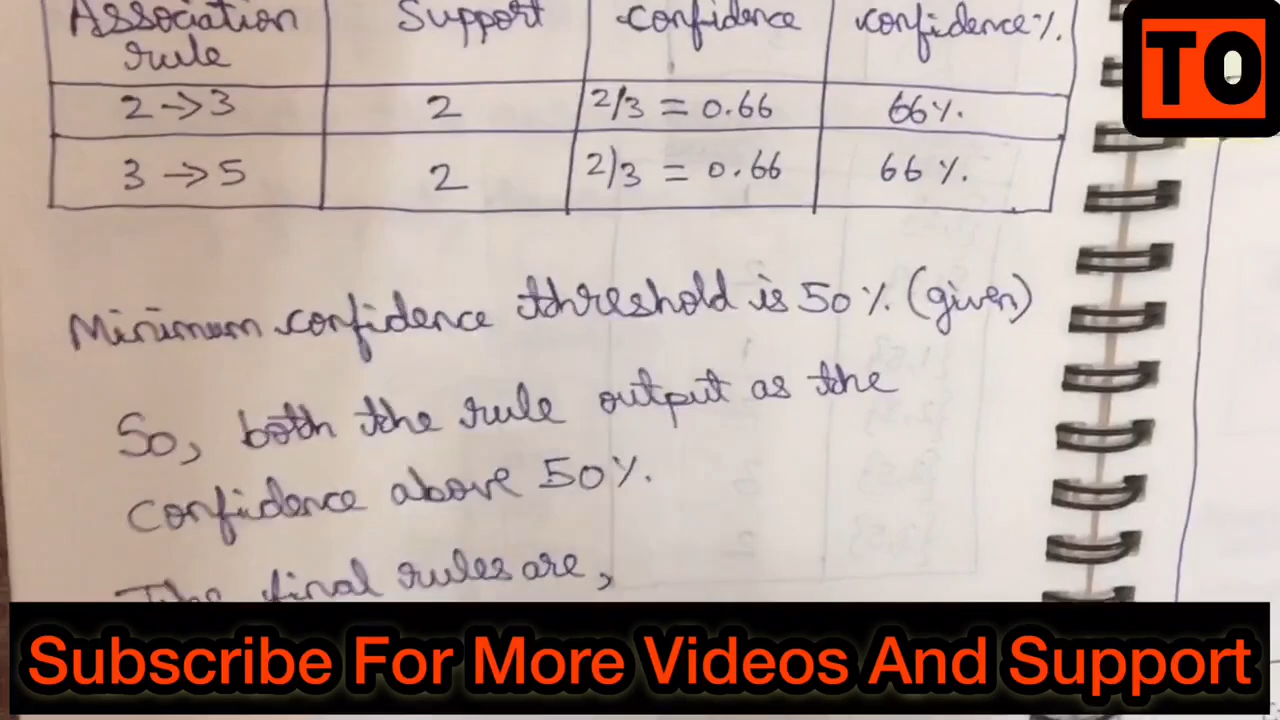 Association Support confidence confidence%.
rule
2 → 3 2 2/3 = 0.66 66%.
3 → 5 2 2/3 = 0.66 66%.
Minimum confidence threshold is 50% (given)
So, both the rule output as the
confidence above 50%.
The final rules are,
TO
Subscribe For More Videos And Support